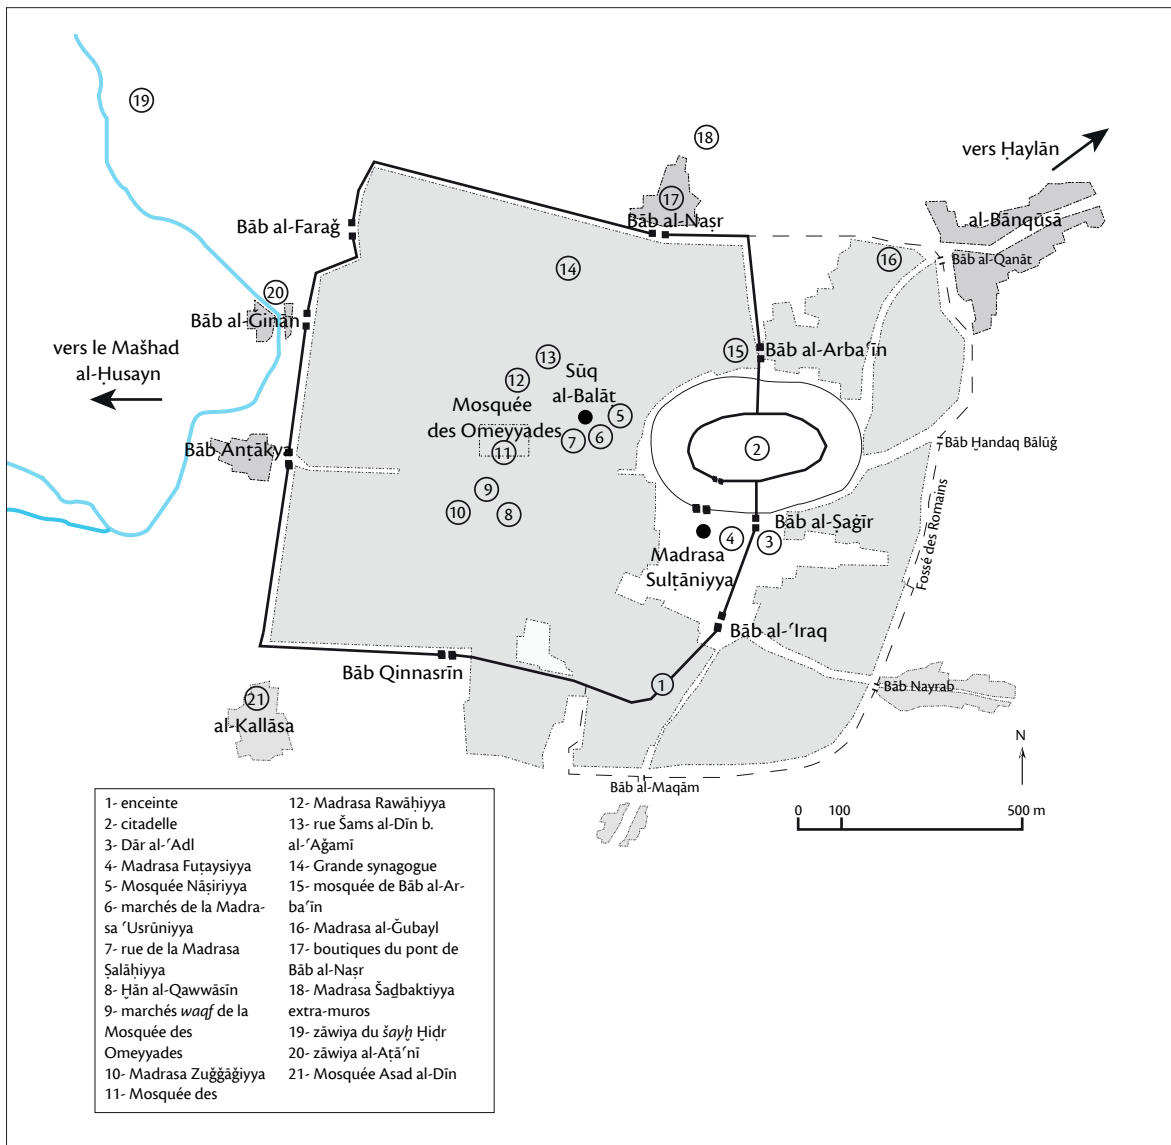 19
18
vers Ḥaylān
17
al-Bānqūsā
Bāb al-Farağ
Bāb al-Naṣr
16
Bāb al-Qanāt
14
20
Bāb al-Ğinān
vers le Mašhad
al-Ḥusayn
13
15
Bāb al-Arbaʿīn
12
Sūq
al-Balāṭ
Mosquée
des Omeyyades
5
6
7
11
2
Bāb Anṭākya
Bāb Ḫandaq Bālūğ
9
10
8
Bāb al-Ṣaġīr
4
3
Madrasa
Sulṭāniyya
Fossé des Romains
Bāb al-ʿIraq
Bāb Qinnasrīn
1
Bāb Nayrab
21
al-Kallāsa
N
Bāb al-Maqām
0 100 500 m
1- enceinte
2- citadelle
3- Dār al-ʿAdl
4- Madrasa Fuṭaysiyya
5- Mosquée Nāṣiriyya
6- marchés de la Madra-
sa ʿUsrūniyya
7- rue de la Madrasa
Ṣalāḥiyya
8- Ḫān al-Qawwāsīn
9- marchés waqf de la
Mosquée des
Omeyyades
10- Madrasa Zuğğāğiyya
11- Mosquée des
12- Madrasa Rawāḥiyya
13- rue Šams al-Dīn b.
al-ʿAğamī
14- Grande synagogue
15- mosquée de Bāb al-Ar-
baʿīn
16- Madrasa al-Ğubayl
17- boutiques du pont de
Bāb al-Naṣr
18- Madrasa Šaḏbaktiyya
extra-muros
19- zāwiya du šayḫ Ḫiḍr
20- zāwiya al-Aṭāʿnī
21- Mosquée Asad al-Dīn